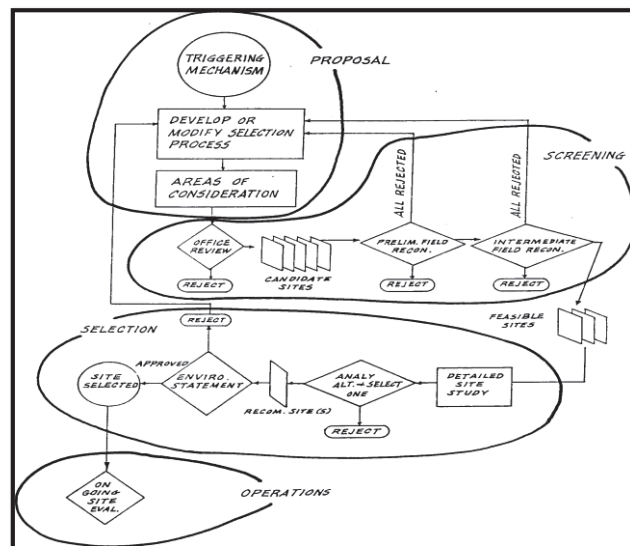 TRIGGERING
MECHANISM
PROPOSAL
DEVELOP OR
MODIFY SELECTION
PROCESS
AREAS OF
CONSIDERATION
SCREENING
ALL REJECTED
ALL REJECTED
OFFICE
REVIEW
REJECT
CANDIDATE
SITES
PRELIM. FIELD
RECON.
REJECT
INTERMEDIATE
FIELD RECON.
REJECT
FEASIBLE
SITES
SELECTION
REJECT
APPROVED
SITE
SELECTED
ENVIRO.
STATEMENT
RECOM. SITE(S)
ANALY
ALT. → SELECT
ONE
REJECT
DETAILED
SITE
STUDY
ON
GOING
SITE
EVAL.
OPERATIONS